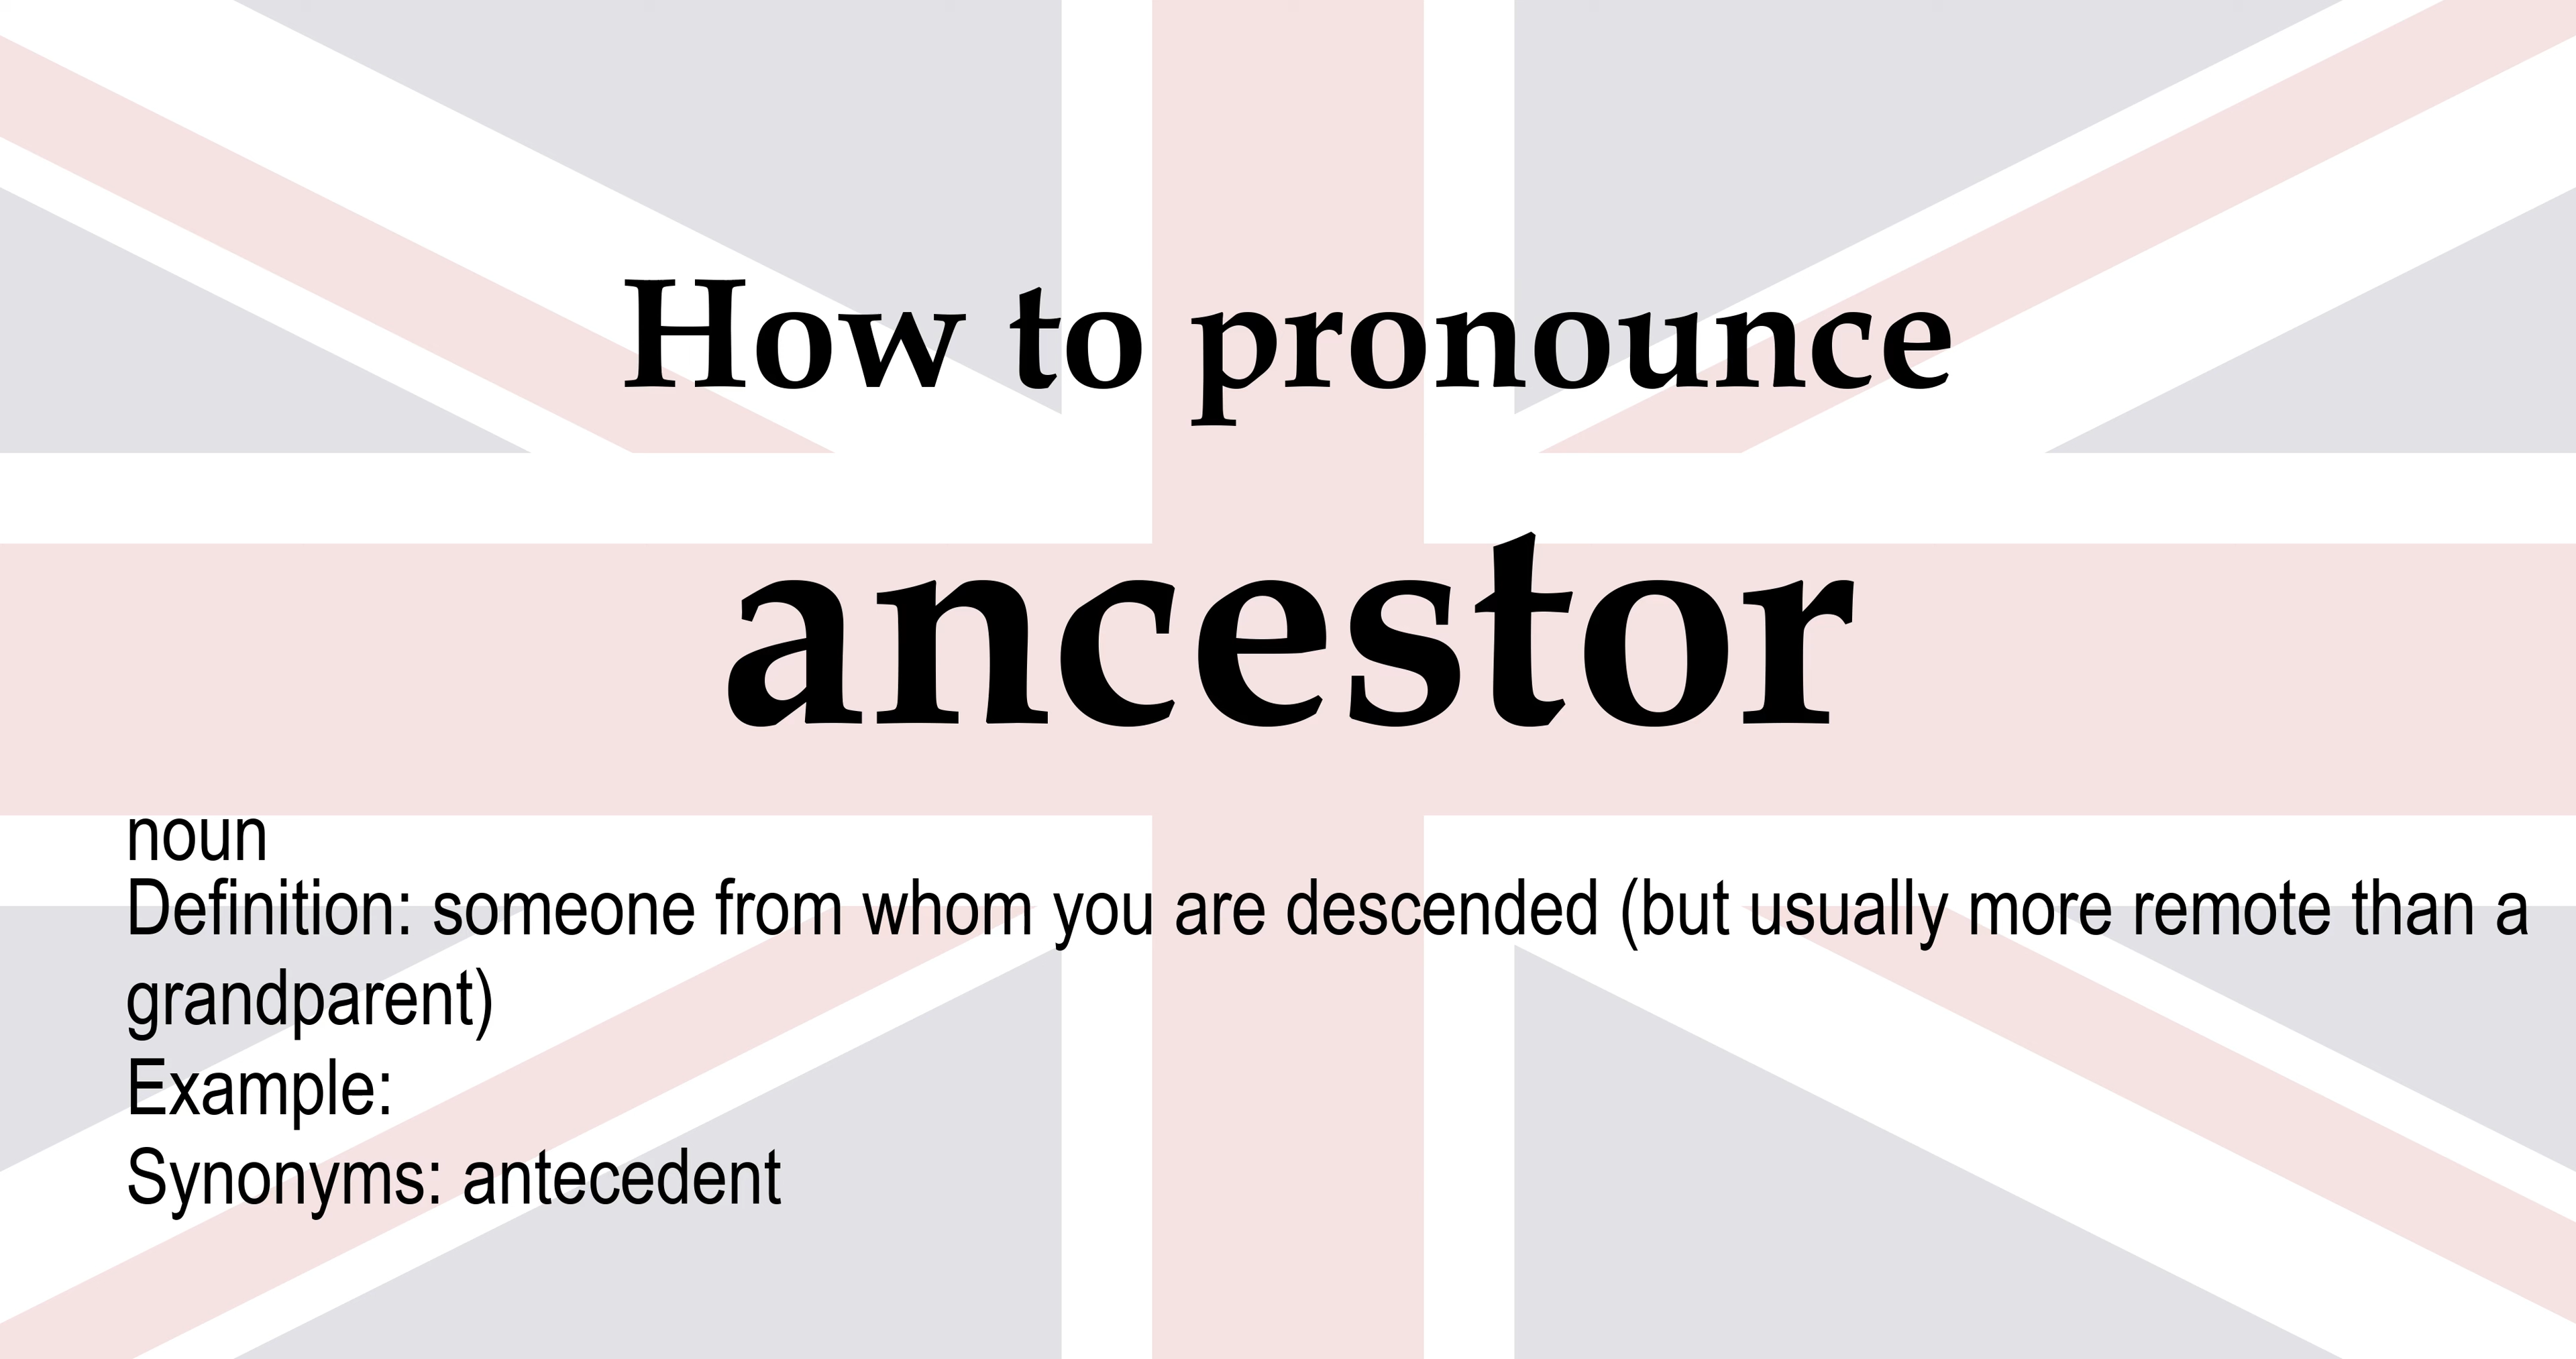 How to pronounce
ancestor
noun
Definition: someone from whom you are descended (but usually more remote than a
grandparent)
Example:
Synonyms: antecedent